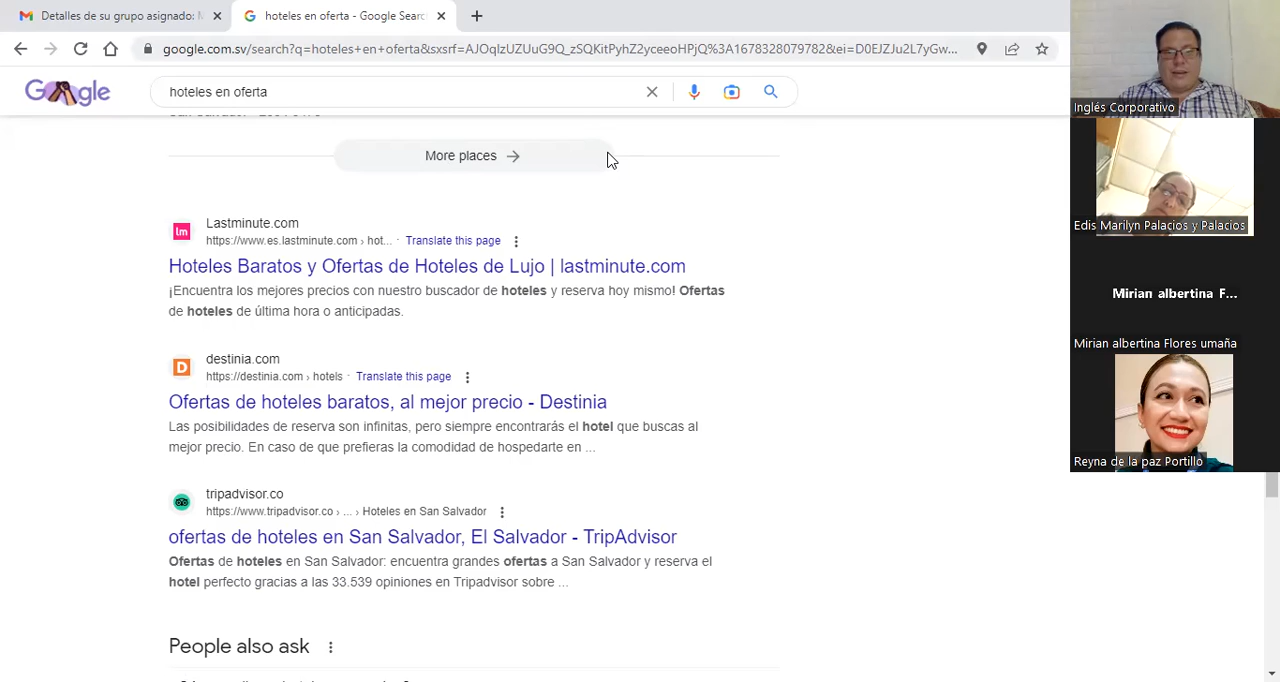 Detalles de su grupo asignado:
hoteles en oferta - Google Searc
google.com.sv/search?q=hoteles+en+oferta&sxsrf=AJOqlzUZUuG9Q_zSQKitPyhZ2yceeoHPjQ%3A1678328079782&ei=D0EJZJu2L7yGw...
Google
hoteles en oferta
More places
Lastminute.com
https://www.es.lastminute.com › hot... · Translate this page
Hoteles Baratos y Ofertas de Hoteles de Lujo | lastminute.com
¡Encuentra los mejores precios con nuestro buscador de hoteles y reserva hoy mismo! Ofertas
de hoteles de última hora o anticipadas.
destinia.com
https://destinia.com › hotels · Translate this page
Ofertas de hoteles baratos, al mejor precio - Destinia
Las posibilidades de reserva son infinitas, pero siempre encontrarás el hotel que buscas al
mejor precio. En caso de que prefieras la comodidad de hospedarte en ...
tripadvisor.co
https://www.tripadvisor.co › ... › Hoteles en San Salvador
ofertas de hoteles en San Salvador, El Salvador - TripAdvisor
Ofertas de hoteles en San Salvador: encuentra grandes ofertas a San Salvador y reserva el
hotel perfecto gracias a las 33.539 opiniones en Tripadvisor sobre ...
People also ask
Inglés Corporativo
Edis Marilyn Palacios y Palacios
Mirian albertina F...
Mirian albertina Flores umaña
Reyna de la paz Portillo
lm
D